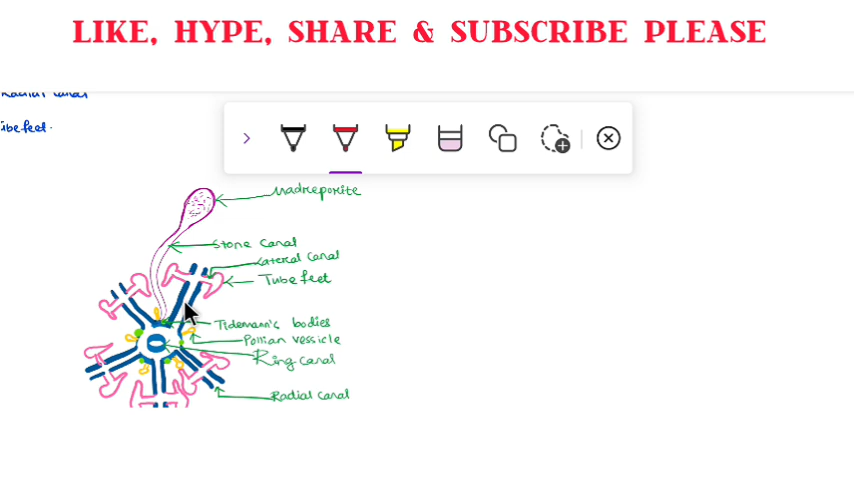 LIKE, HYPE, SHARE & SUBSCRIBE PLEASE
Radial Canal
ube feet.
Madreporite
Stone Canal
Lateral Canal
Tube feet
Tidemann's bodies
Pollian vessicle
Ring Canal
Radial Canal